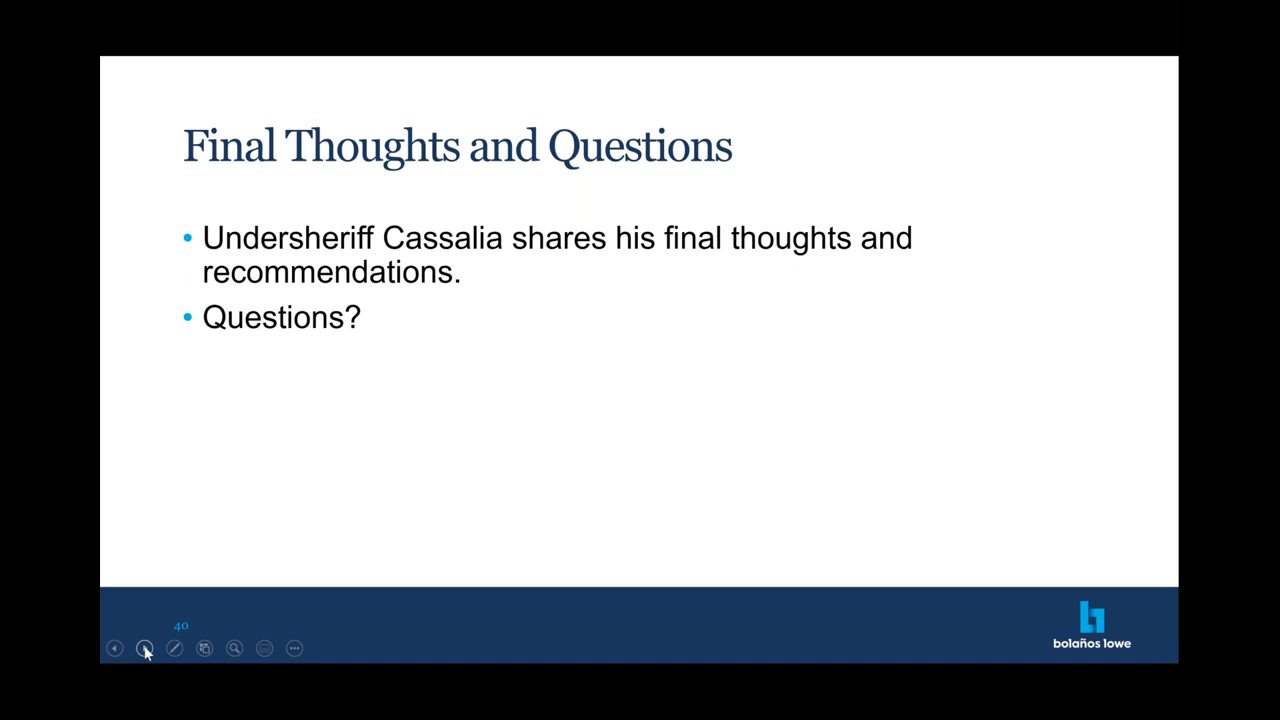 Final Thoughts and Questions
• Undersheriff Cassalia shares his final thoughts and
recommendations.
• Questions?
40
bolaños lowe